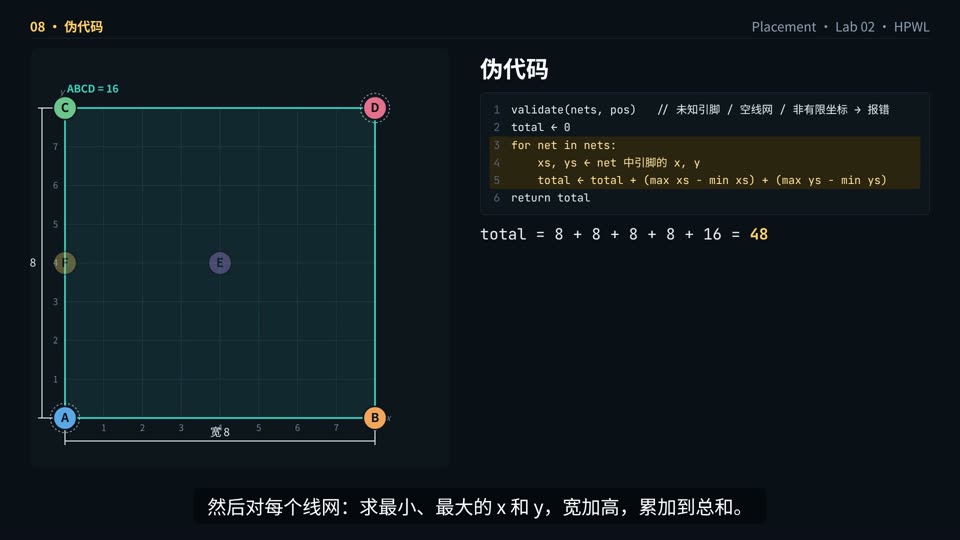 08 • 伪代码
Placement • Lab 02 • HPWL
伪代码
1 validate(nets, pos) // 未知引脚 / 空线网 / 非有限坐标 → 报错
2 total ← 0
3 for net in nets:
4 xs, ys ← net 中引脚的 x, y
5 total ← total + (max xs - min xs) + (max ys - min ys)
6 return total
total = 8 + 8 + 8 + 8 + 16 = 48
y ABCD = 16
C
D
7
6
5
8
4
F
E
3
2
1
A
B
x
1 2 3 4 5 6 7
宽 8
然后对每个线网：求最小、最大的 x 和 y，宽加高，累加到总和。